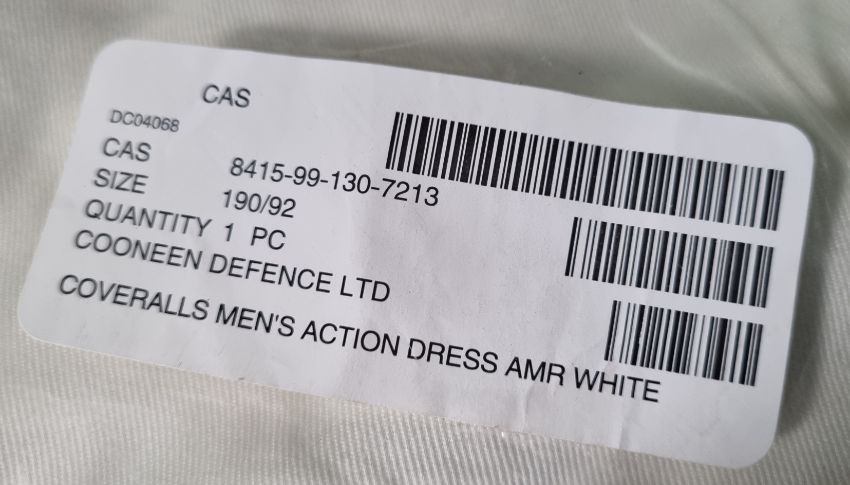 CAS
DC04068
CAS 8415-99-130-7213
SIZE 190/92
QUANTITY 1 PC
COONEEN DEFENCE LTD
COVERALLS MEN'S ACTION DRESS AMR WHITE